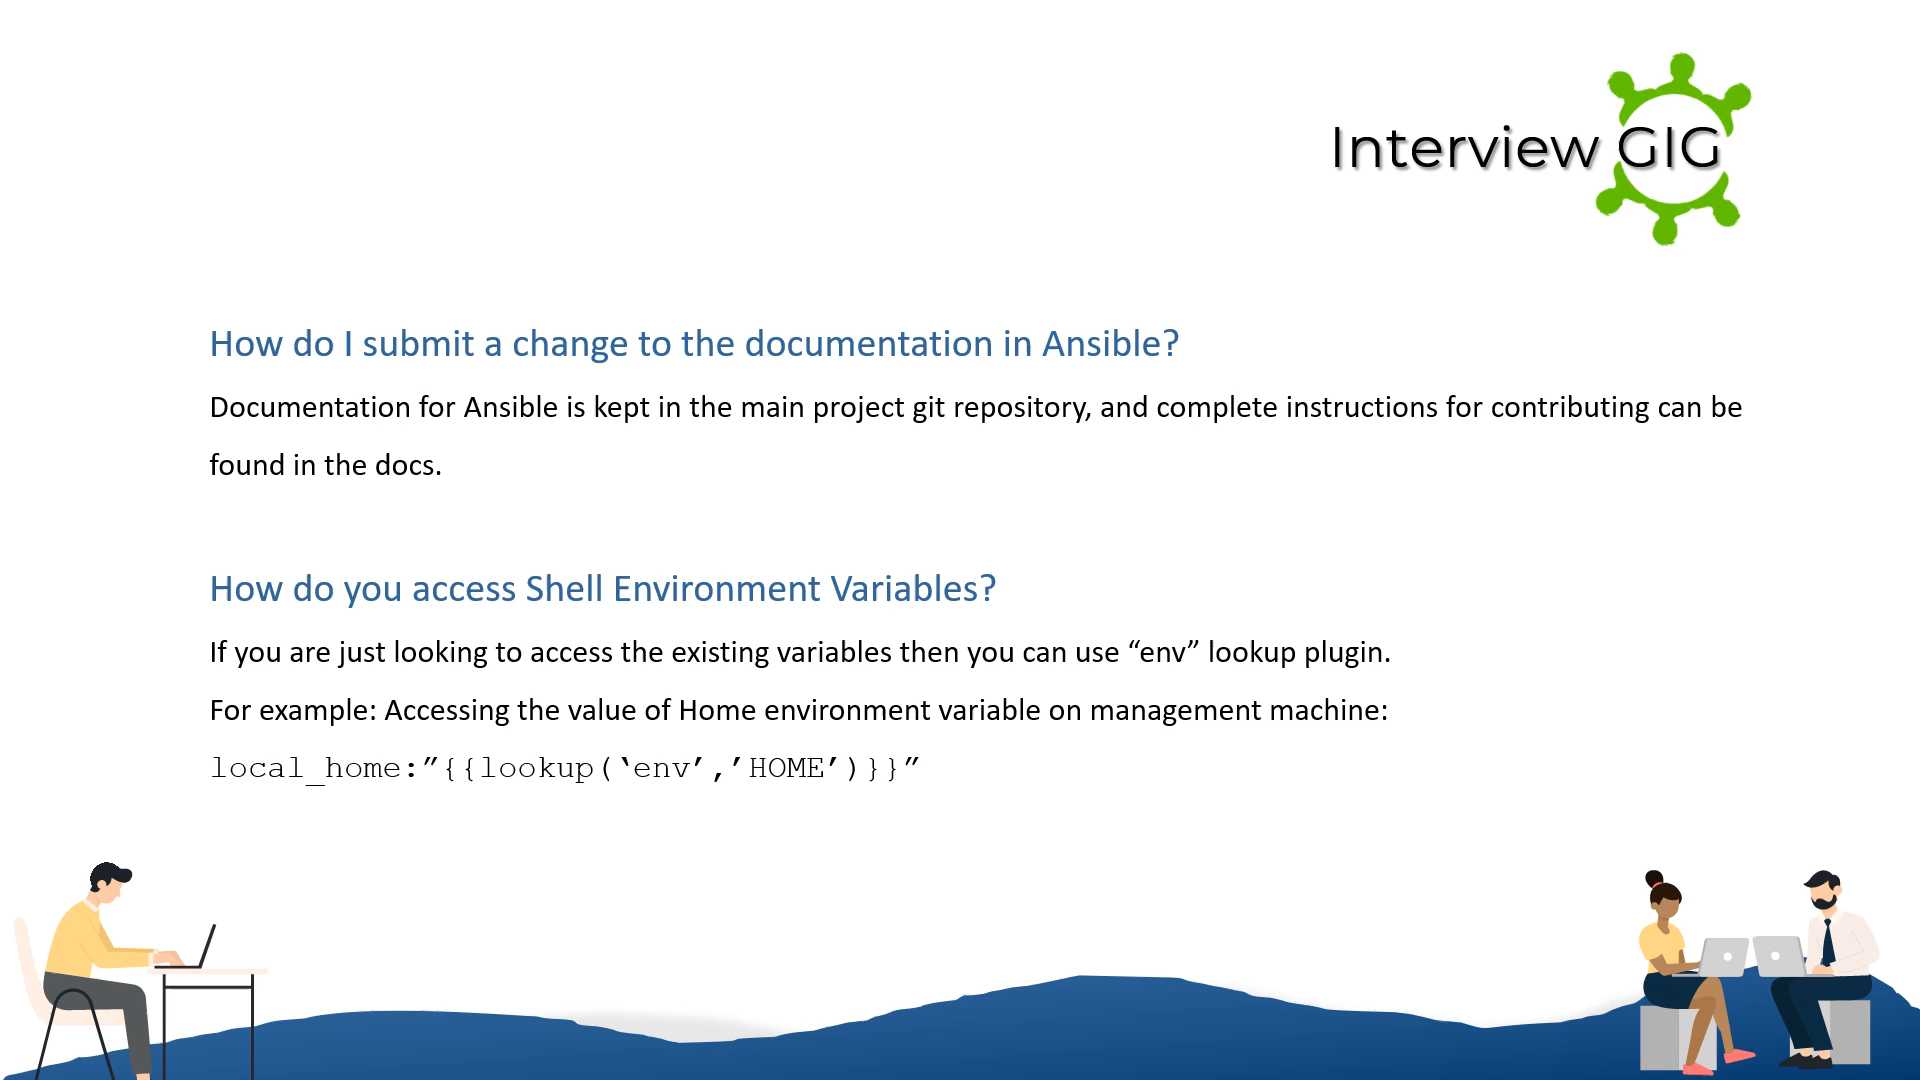 Interview GIG
How do I submit a change to the documentation in Ansible?
Documentation for Ansible is kept in the main project git repository, and complete instructions for contributing can be
found in the docs.
How do you access Shell Environment Variables?
If you are just looking to access the existing variables then you can use “env” lookup plugin.
For example: Accessing the value of Home environment variable on management machine:
local_home:”{{lookup(‘env’,’HOME’)}}”